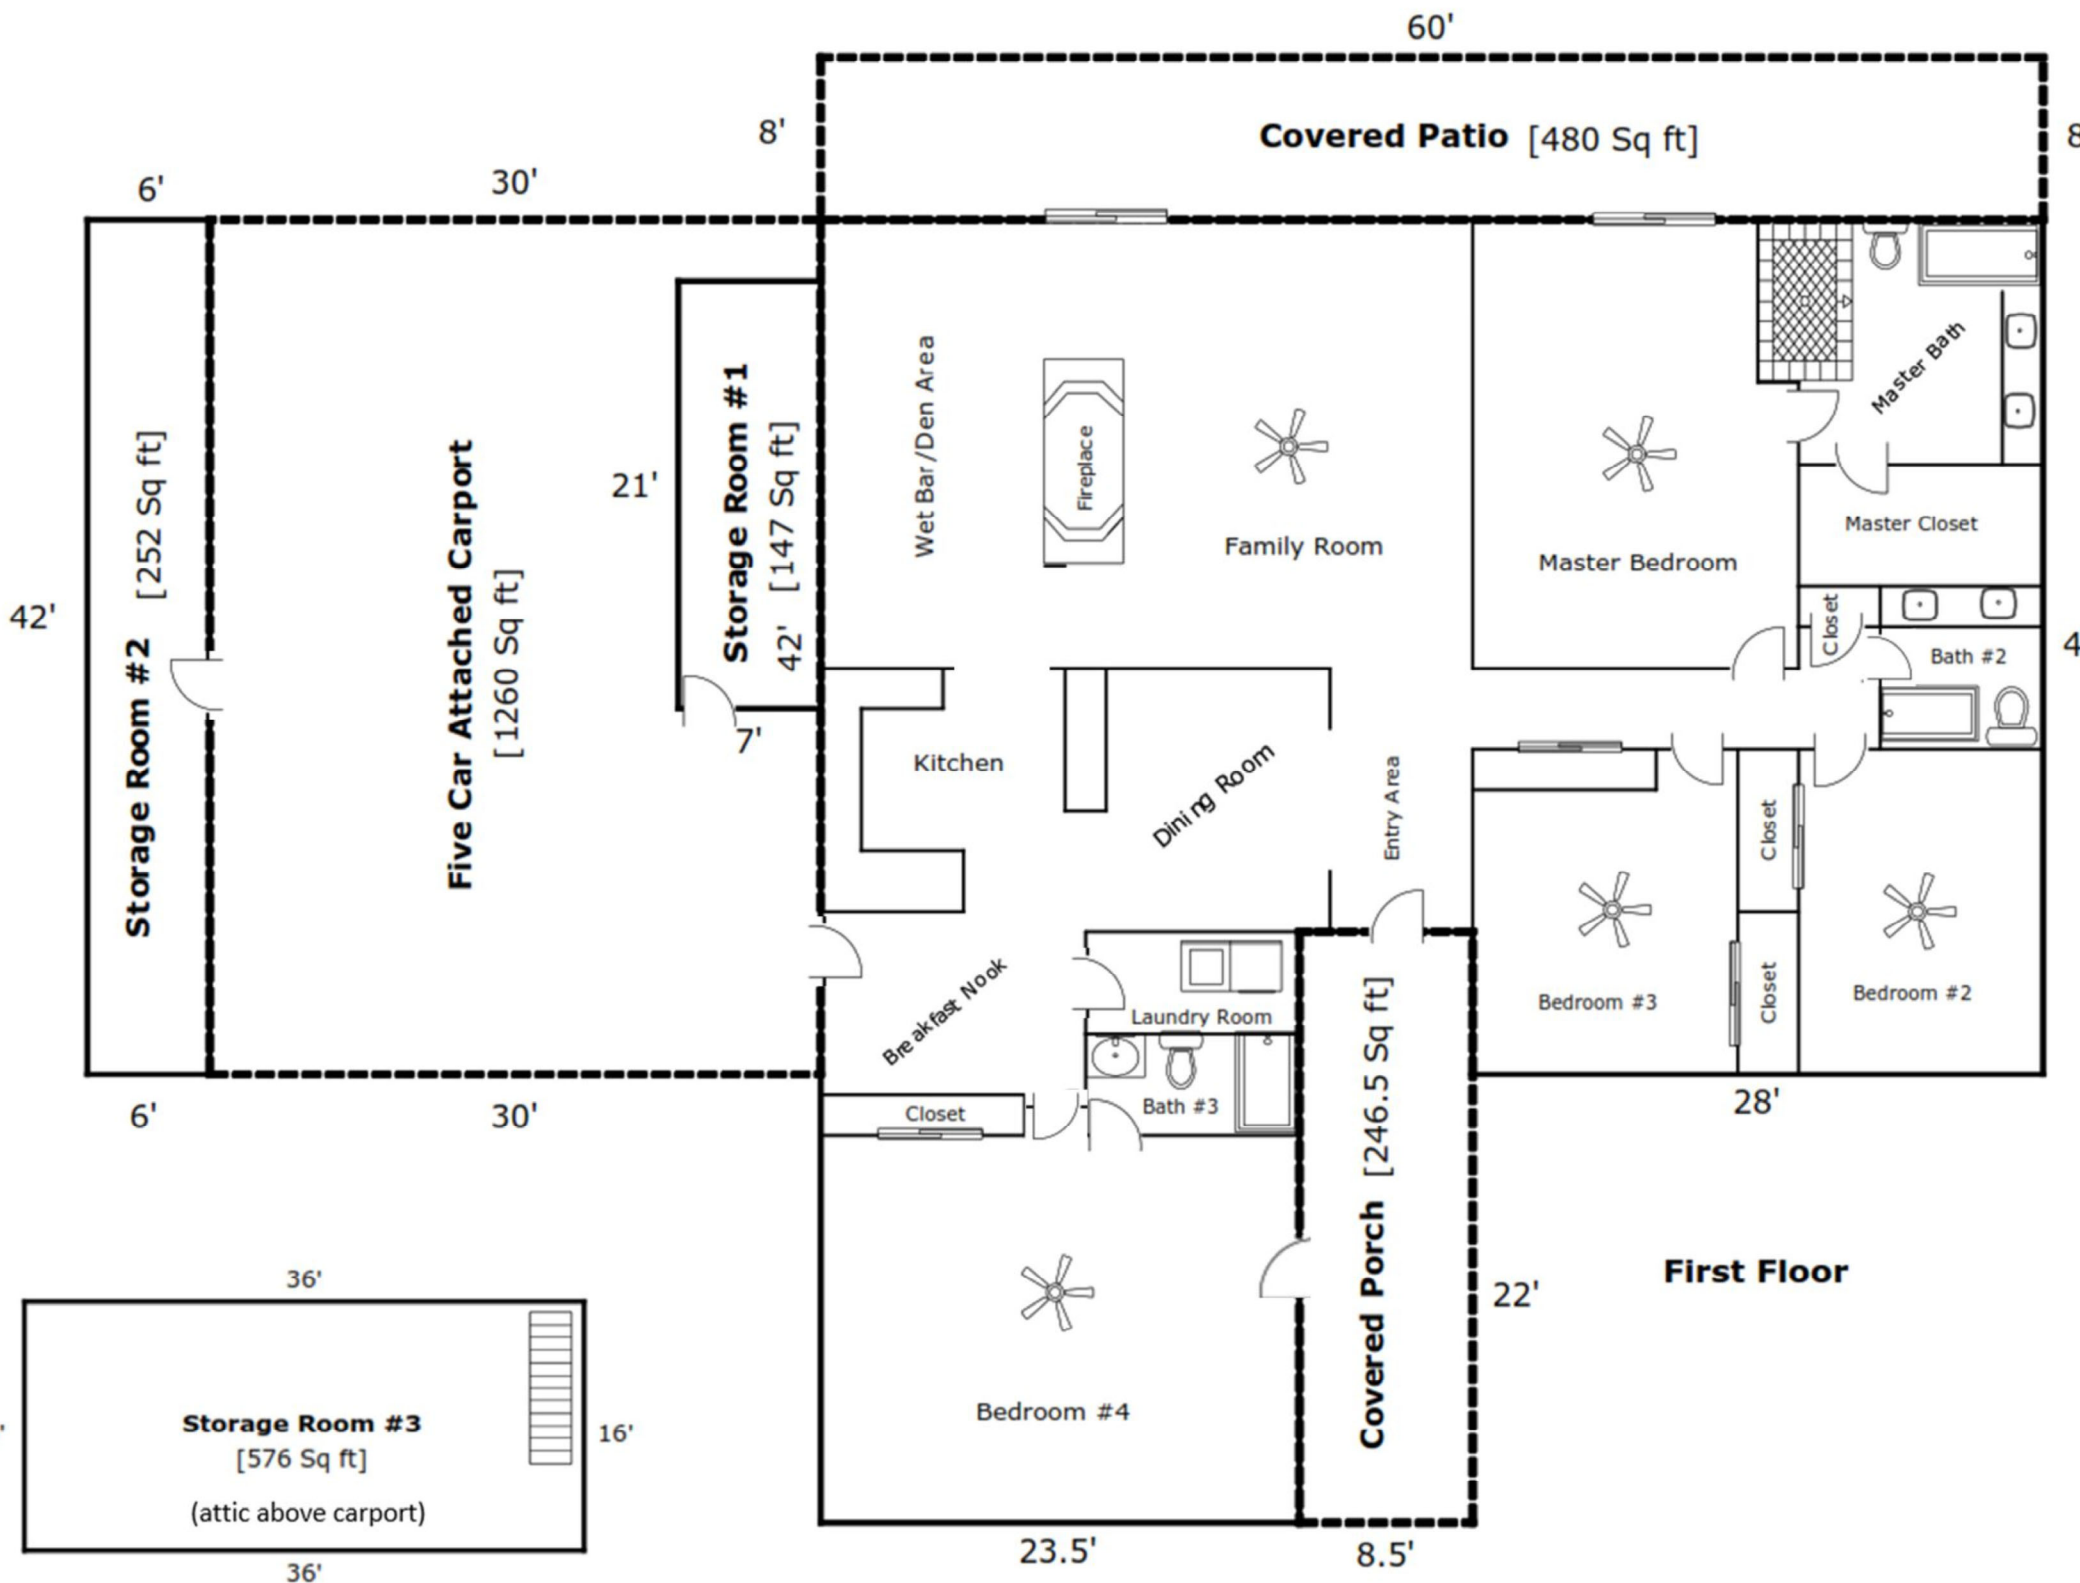 60'
8'
Covered Patio [480 Sq ft]
8
6'
30'
Storage Room #2 [252 Sq ft]
42'
Five Car Attached Carport
[1260 Sq ft]
21'
Storage Room #1
42' [147 Sq ft]
7'
Wet Bar/Den Area
Fireplace
Family Room
Master Bedroom
Master Bath
Master Closet
Closet
Bath #2
4
Kitchen
Dining Room
Entry Area
Closet
Closet
Bedroom #3
Bedroom #2
Breakfast Nook
Laundry Room
Bath #3
Closet
6'
30'
28'
Covered Porch [246.5 Sq ft]
22'
First Floor
Bedroom #4
23.5'
8.5'
36'
Storage Room #3
[576 Sq ft]
(attic above carport)
16'
36'